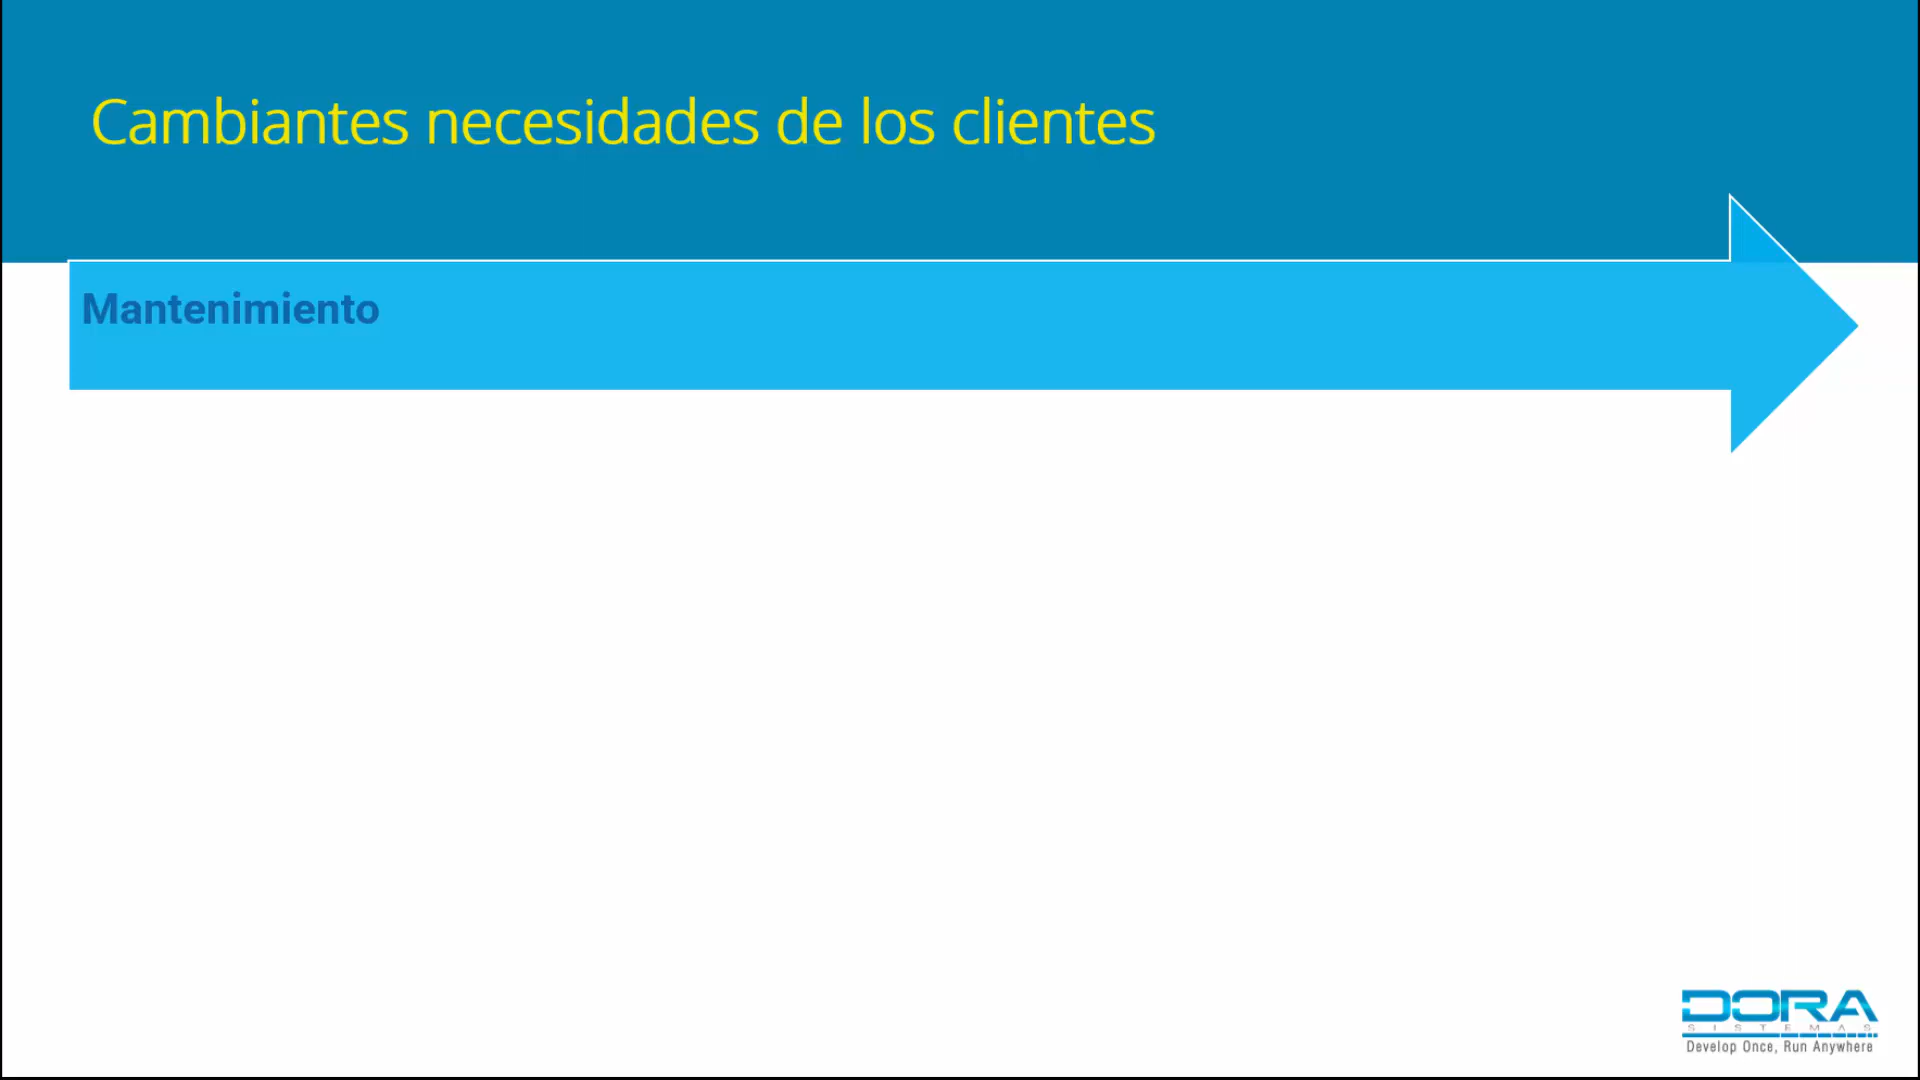 Cambiantes necesidades de los clientes
Mantenimiento
DORA
SISTEMAS
Develop Once, Run Anywhere